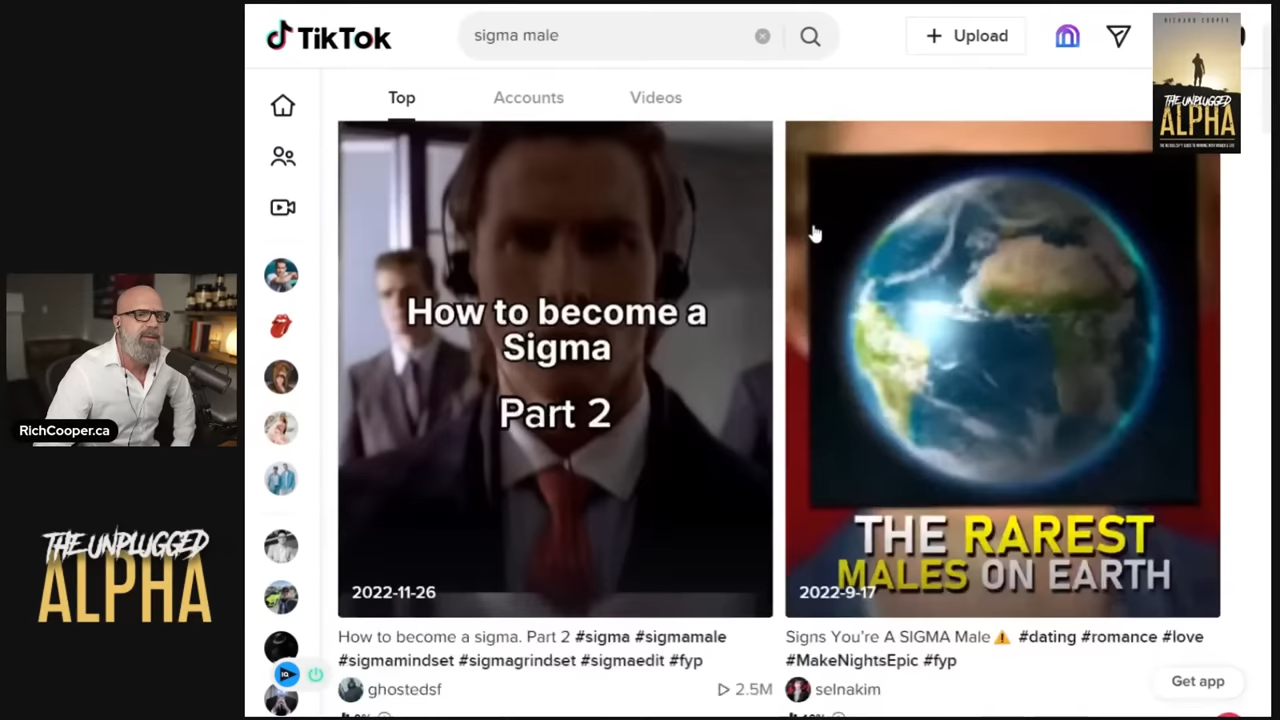 TikTok
sigma male
Upload
RICHARD COOPER
THE UNPLUGGED
ALPHA
Top
Accounts
Videos
How to become a
Sigma
Part 2
2022-11-26
THE RAREST
MALES ON EARTH
2022-9-17
How to become a sigma. Part 2 #sigma #sigmamale
#sigmamindset #sigmagrindset #sigmaedit #fyp
ghostedsf
2.5M
Signs You're A SIGMA Male⚠️ #dating #romance #love
#MakeNightsEpic #fyp
selnakim
Get app
RichCooper.ca
THE UNPLUGGED
ALPHA